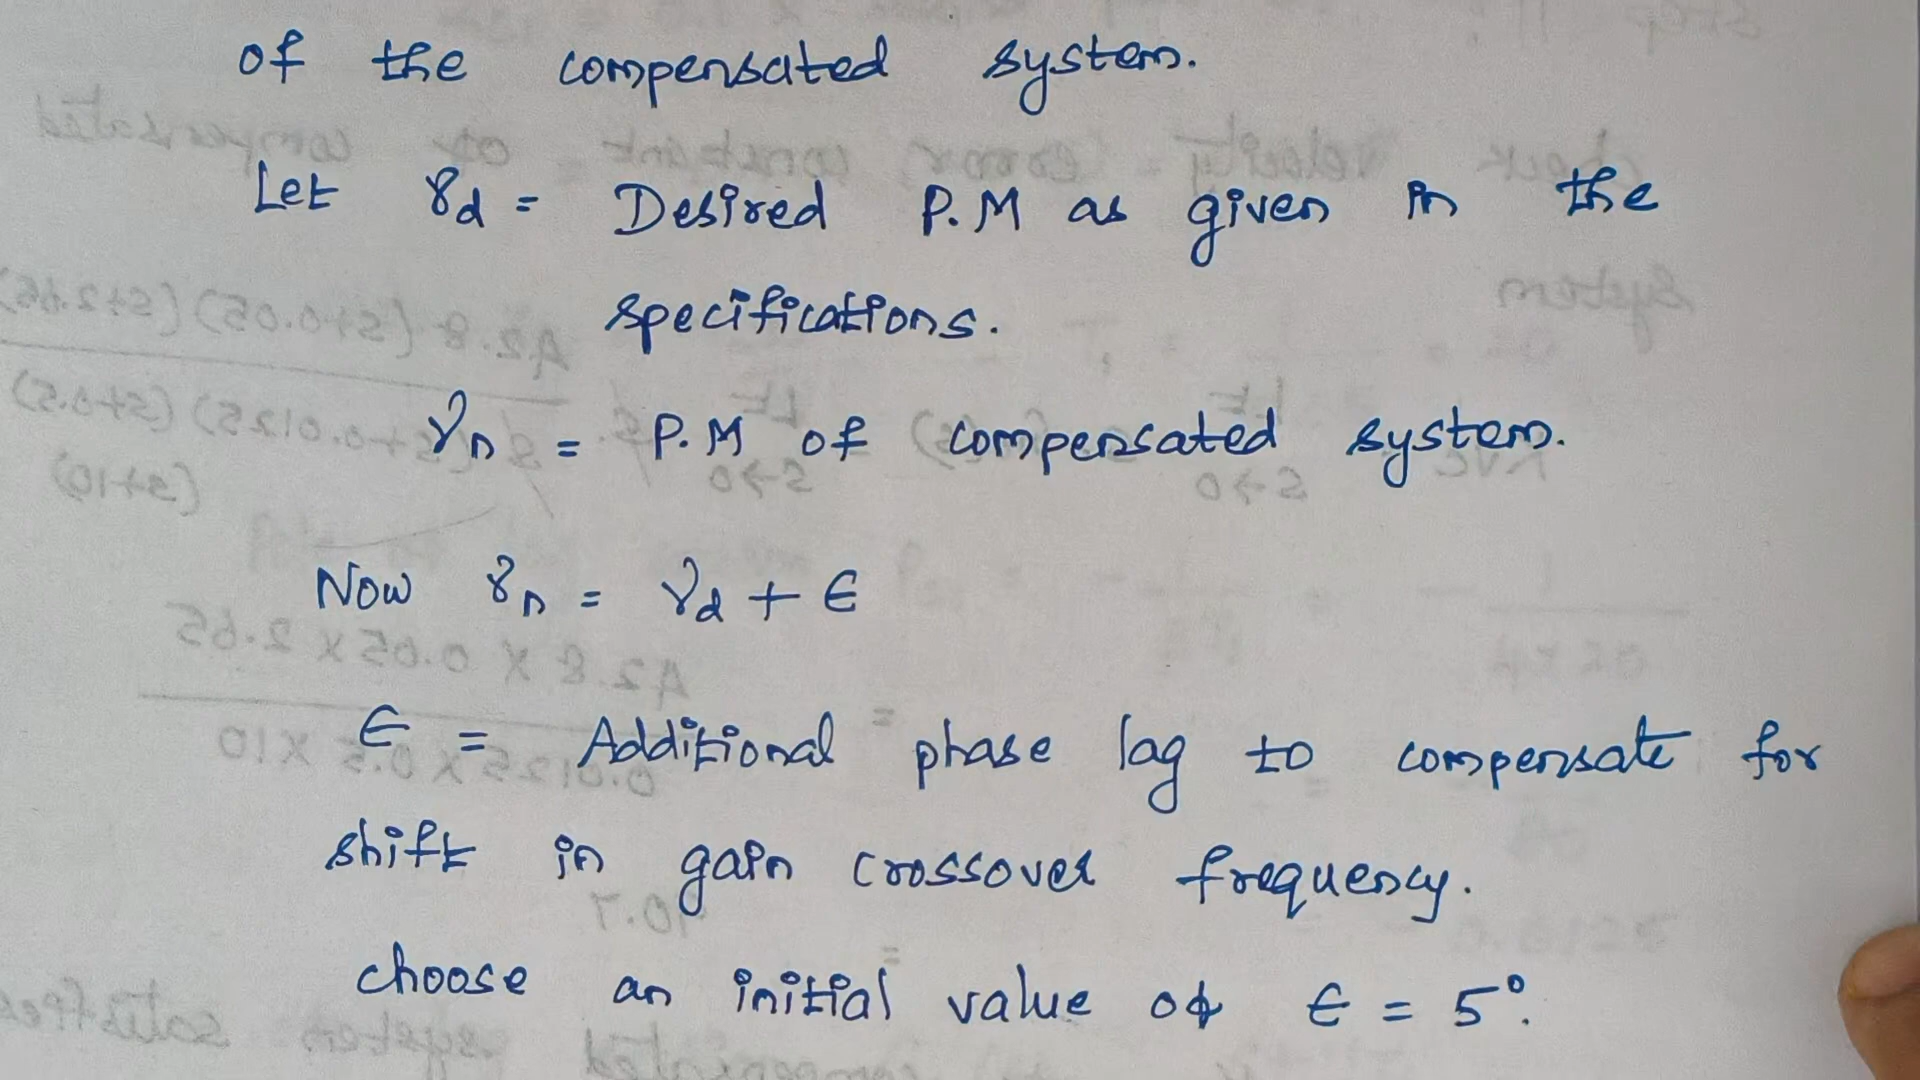 of the compensated system.
Let γd = Desired P.M as given in the
specifications.
γn = P.M of compensated system.
Now γn = γd + ϵ
ϵ = Additional phase lag to compensate for
shift in gain crossover frequency.
choose an initial value of ϵ = 5°.